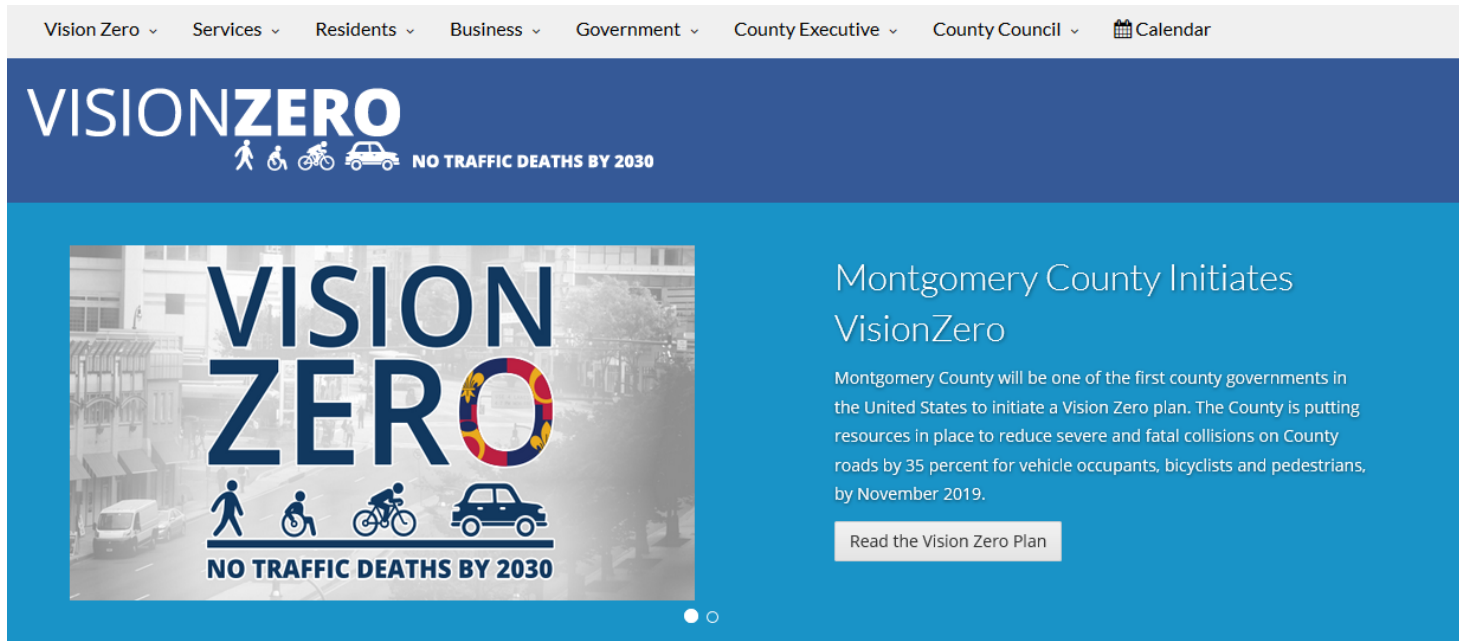 Vision Zero Services Residents Business Government County Executive County Council Calendar
VISIONZERO
NO TRAFFIC DEATHS BY 2030
VISION
ZERO
NO TRAFFIC DEATHS BY 2030
Montgomery County Initiates
VisionZero
Montgomery County will be one of the first county governments in
the United States to initiate a Vision Zero plan. The County is putting
resources in place to reduce severe and fatal collisions on County
roads by 35 percent for vehicle occupants, bicyclists and pedestrians,
by November 2019.
Read the Vision Zero Plan